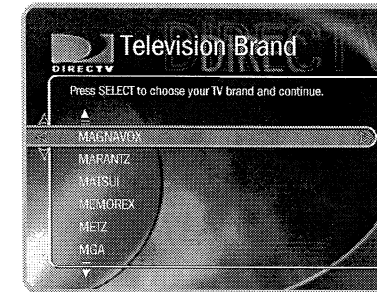 Television Brand
DIRECTV
Press SELECT to choose your TV brand and continue.
MAGNAVOX
MARANTZ
MATSUI
MEMOREX
METZ
MGA